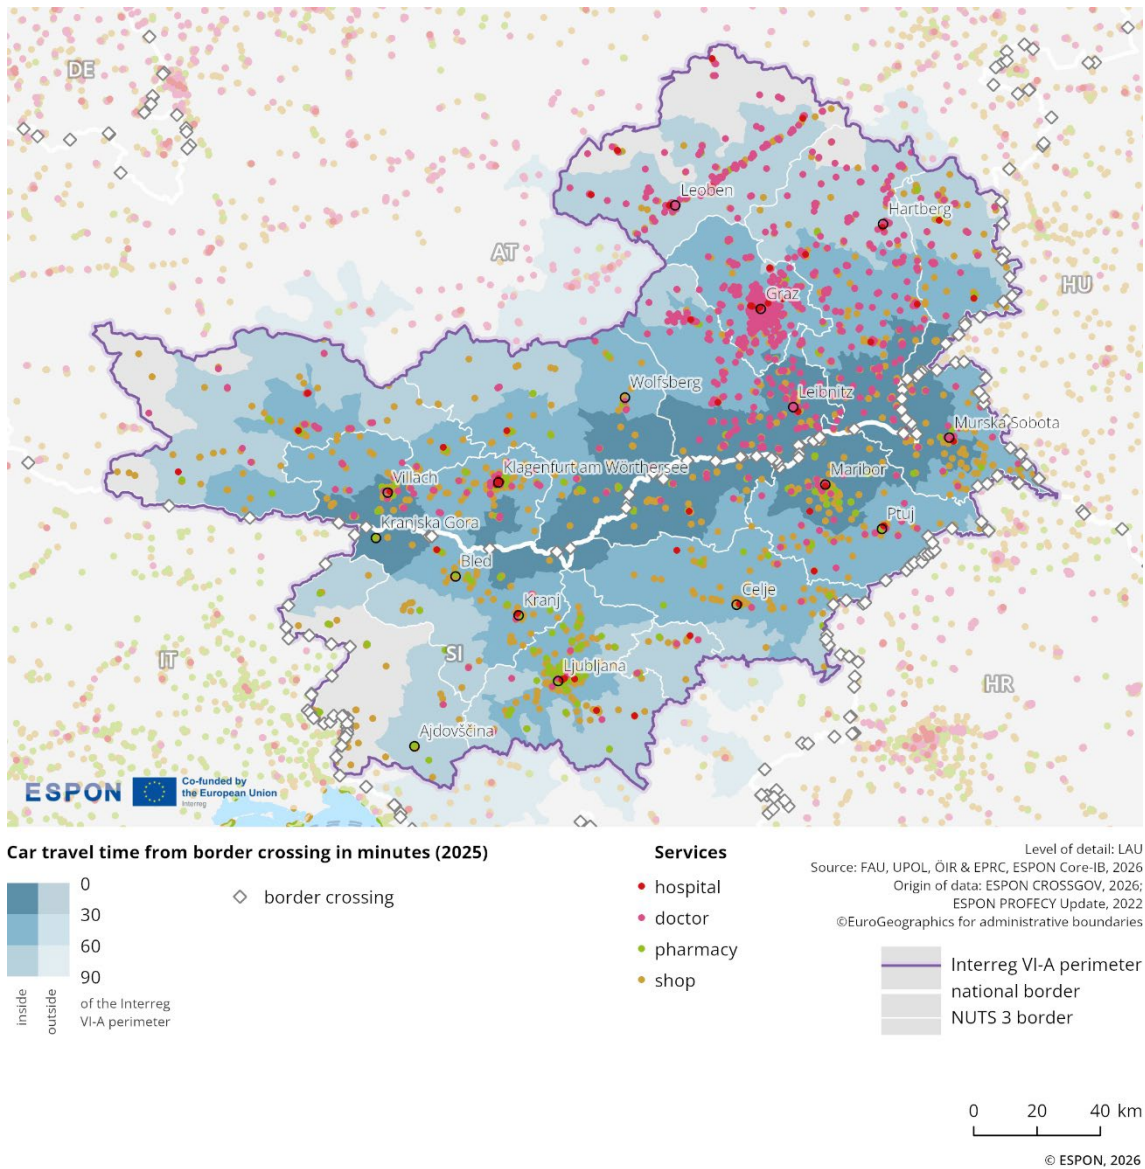 DE
Leoben
Hartberg
AT
HU
Graz
Wolfsberg
Leibnitz
Murska Sobota
Klagenfurt am Wörthersee
Villach
Maribor
Kranjska Gora
Ptuj
Bled
Celje
Kranj
SI
IT
Ljubljana
HR
Ajdovščina
ESPON
Co-funded by
the European Union
Interreg
Car travel time from border crossing in minutes (2025)
0
30
60
90
inside
outside
of the Interreg
VI-A perimeter
border crossing
Services
hospital
doctor
pharmacy
shop
Level of detail: LAU
Source: FAU, UPOL, ÖIR & EPRC, ESPON Core-IB, 2026
Origin of data: ESPON CROSSGOV, 2026;
ESPON PROFECY Update, 2022
©EuroGeographics for administrative boundaries
Interreg VI-A perimeter
national border
NUTS 3 border
0 20 40 km
© ESPON, 2026